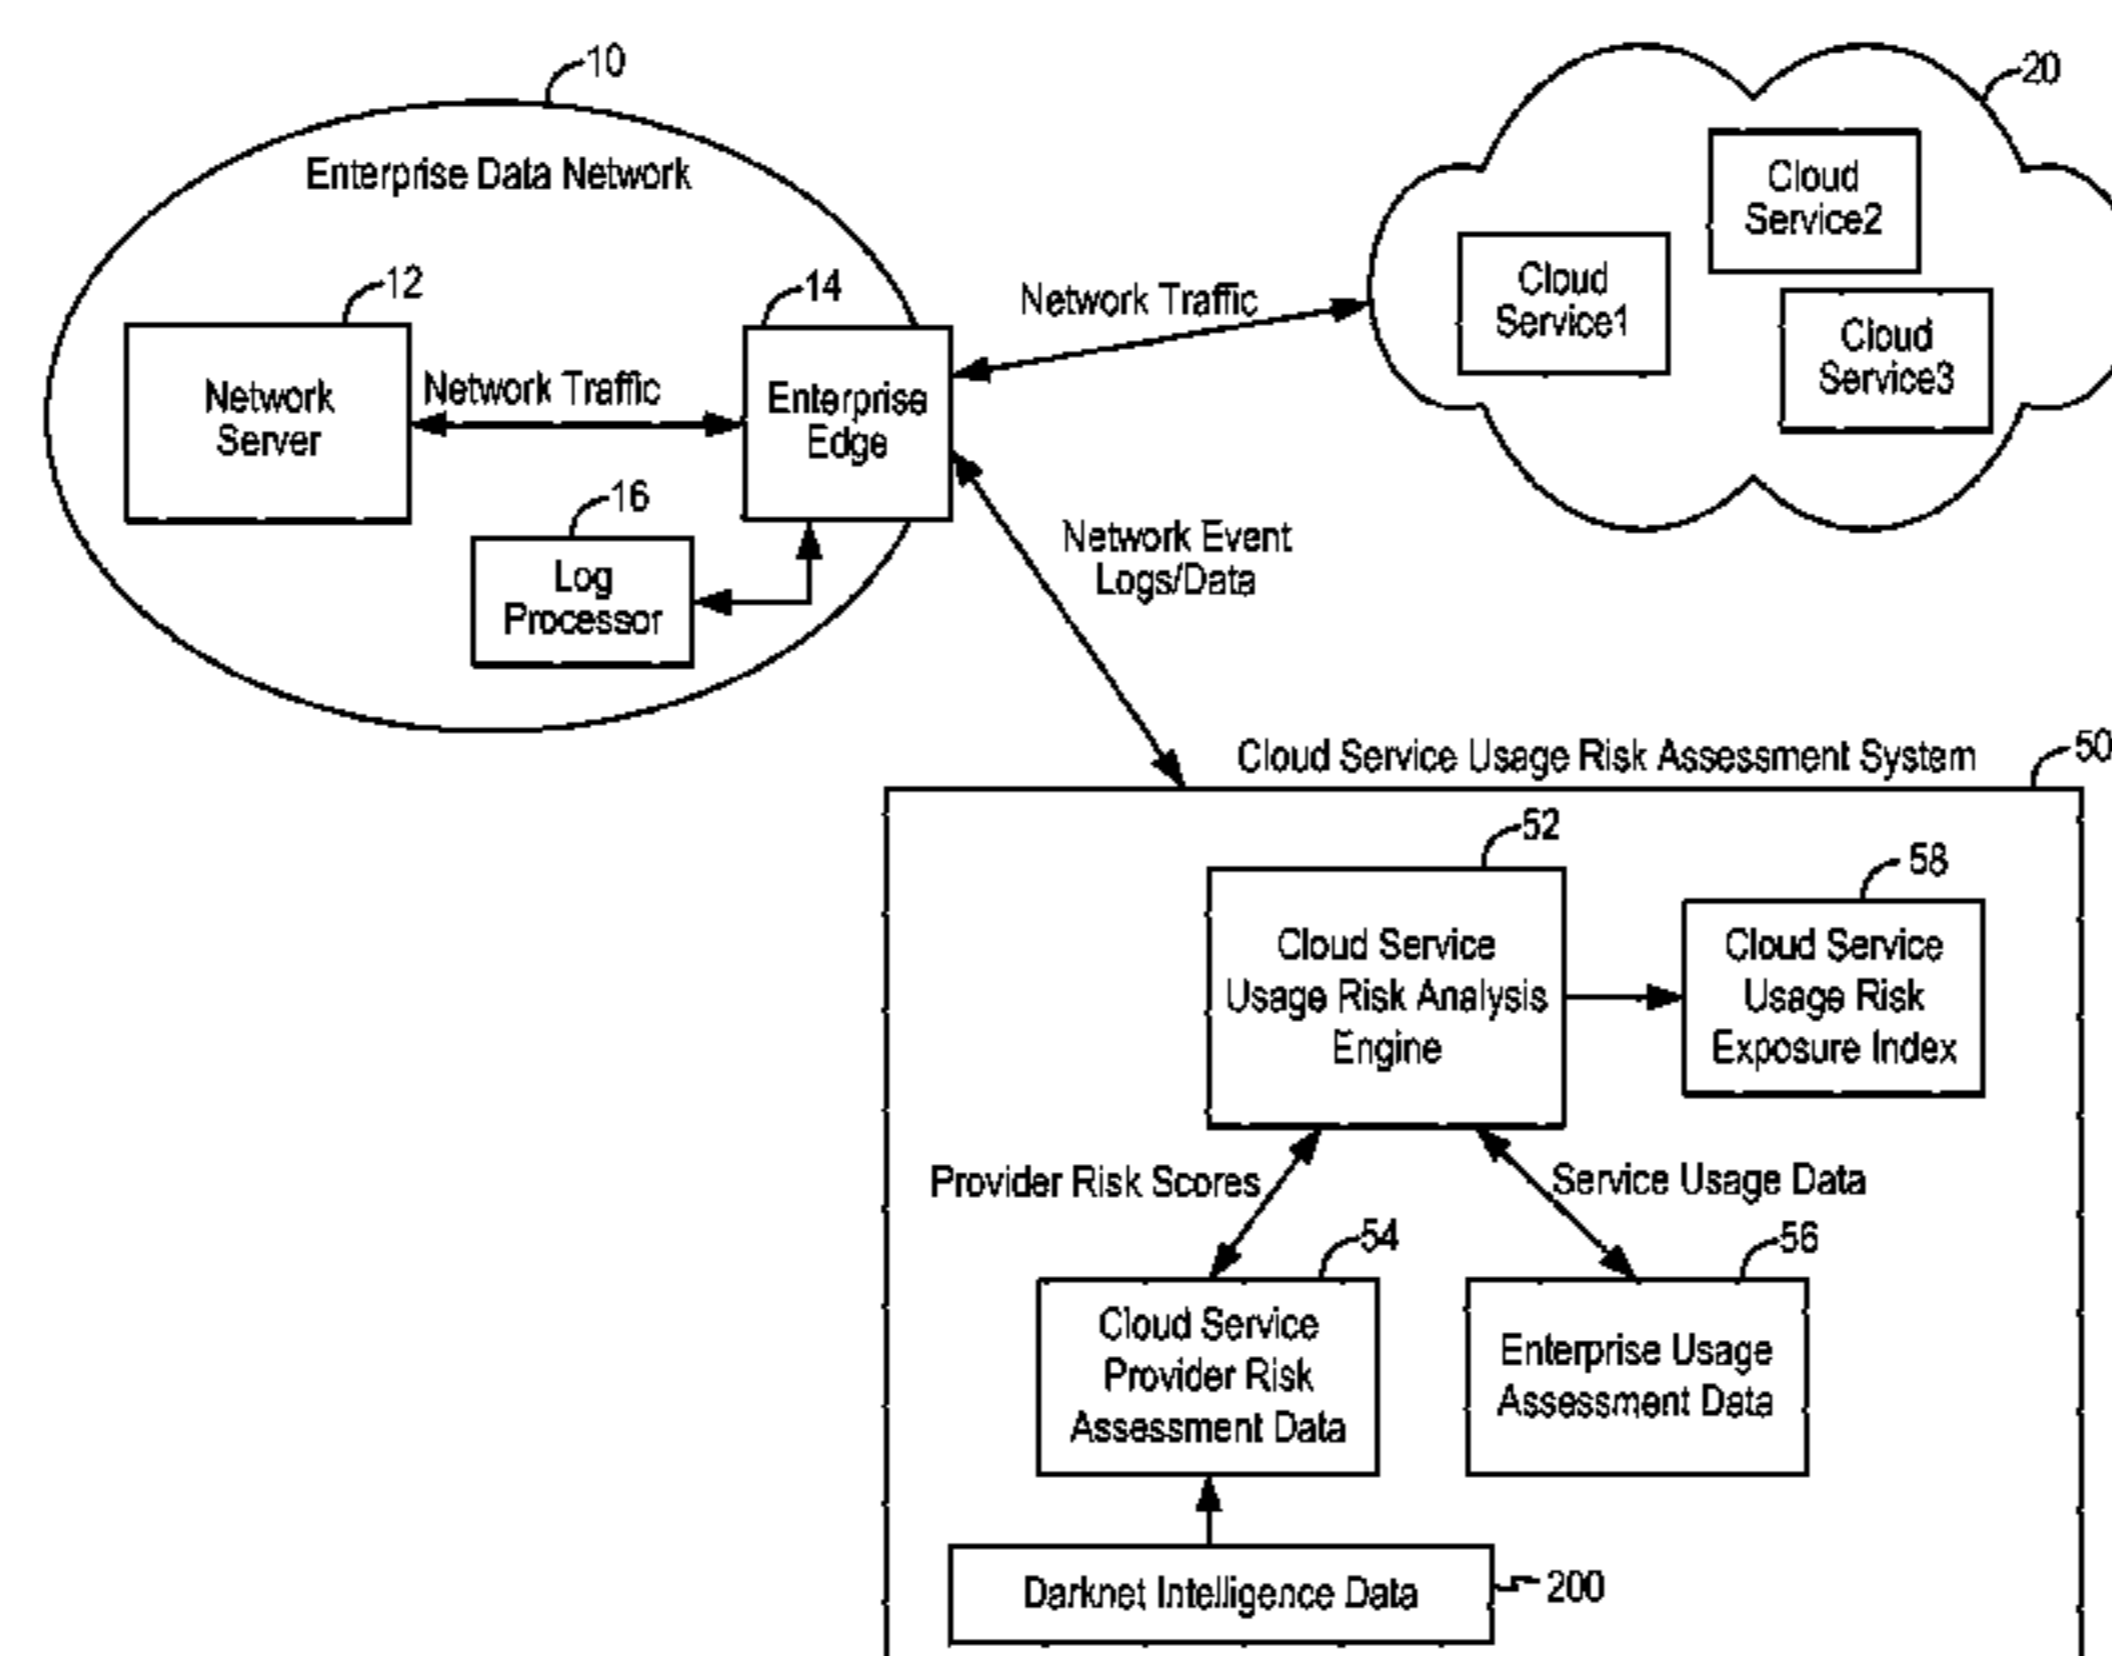 10
20
Enterprise Data Network
Cloud
Service2
Cloud
Service1
Cloud
Service3
12
14
Network Traffic
Network
Server
Network Traffic
Enterprise
Edge
16
Log
Processor
Network Event
Logs/Data
Cloud Service Usage Risk Assessment System
50
52
58
Cloud Service
Usage Risk Analysis
Engine
Cloud Service
Usage Risk
Exposure Index
Provider Risk Scores
Service Usage Data
54
56
Cloud Service
Provider Risk
Assessment Data
Enterprise Usage
Assessment Data
Darknet Intelligence Data
200